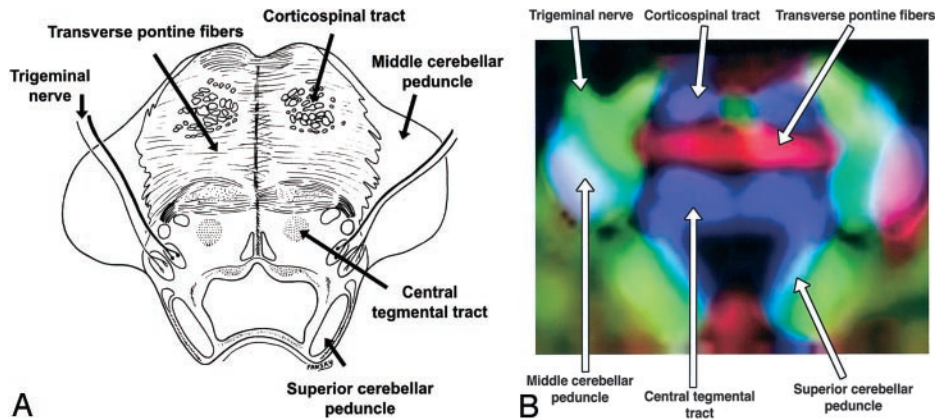 Transverse pontine fibers
Corticospinal tract
Trigeminal
nerve
Middle cerebellar
peduncle
Central
tegmental tract
Superior cerebellar
peduncle
A
Trigeminal nerve
Corticospinal tract
Transverse pontine fibers
Middle cerebellar
peduncle
Central tegmental
tract
Superior cerebellar
peduncle
B